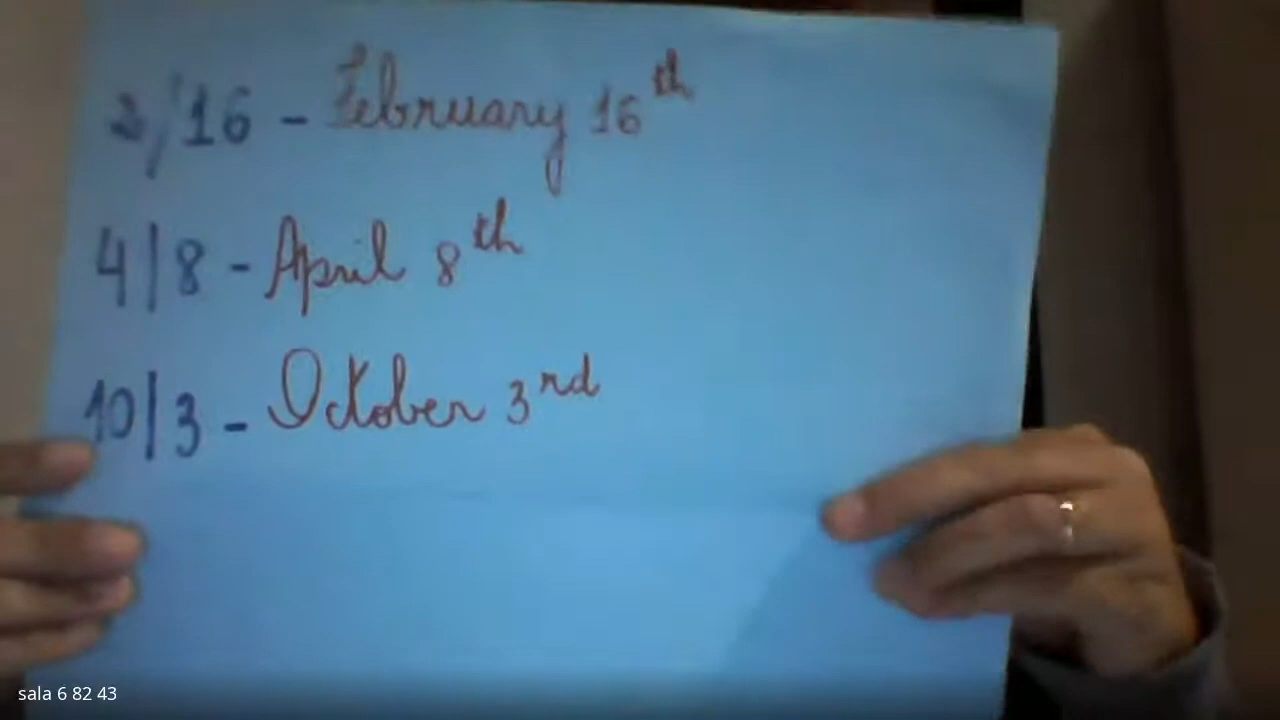 2/16 - February 16th
4|8 - April 8th
10|3 - October 3rd
sala 6 82 43